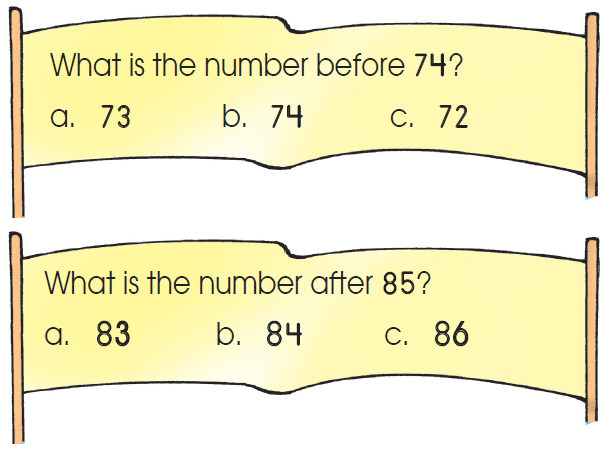 What is the number before 74?
a. 73 b. 74 c. 72
What is the number after 85?
a. 83 b. 84 c. 86